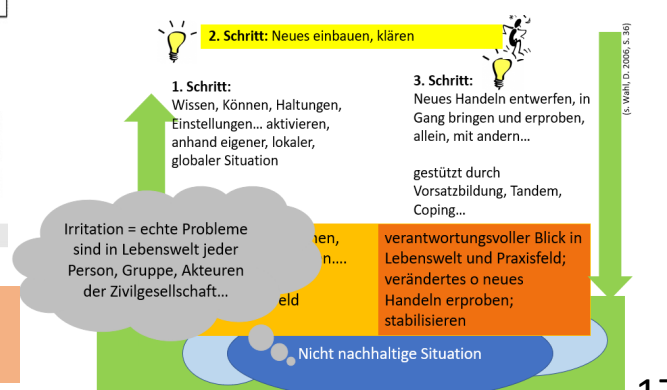 2. Schritt: Neues einbauen, klären
1. Schritt:
Wissen, Können, Haltungen,
Einstellungen... aktivieren,
anhand eigener, lokaler,
globaler Situation
3. Schritt:
Neues Handeln entwerfen, in
Gang bringen und erproben,
allein, mit andern...
gestützt durch
Vorsatzbildung, Tandem,
Coping...
(s. Wahl, D. 2006, S. 36)
Irritation = echte Probleme
sind in Lebenswelt jeder
Person, Gruppe, Akteuren
der Zivilgesellschaft...
verantwortungsvoller Blick in
Lebenswelt und Praxisfeld;
verändertes o neues
Handeln erproben;
stabilisieren
Nicht nachhaltige Situation